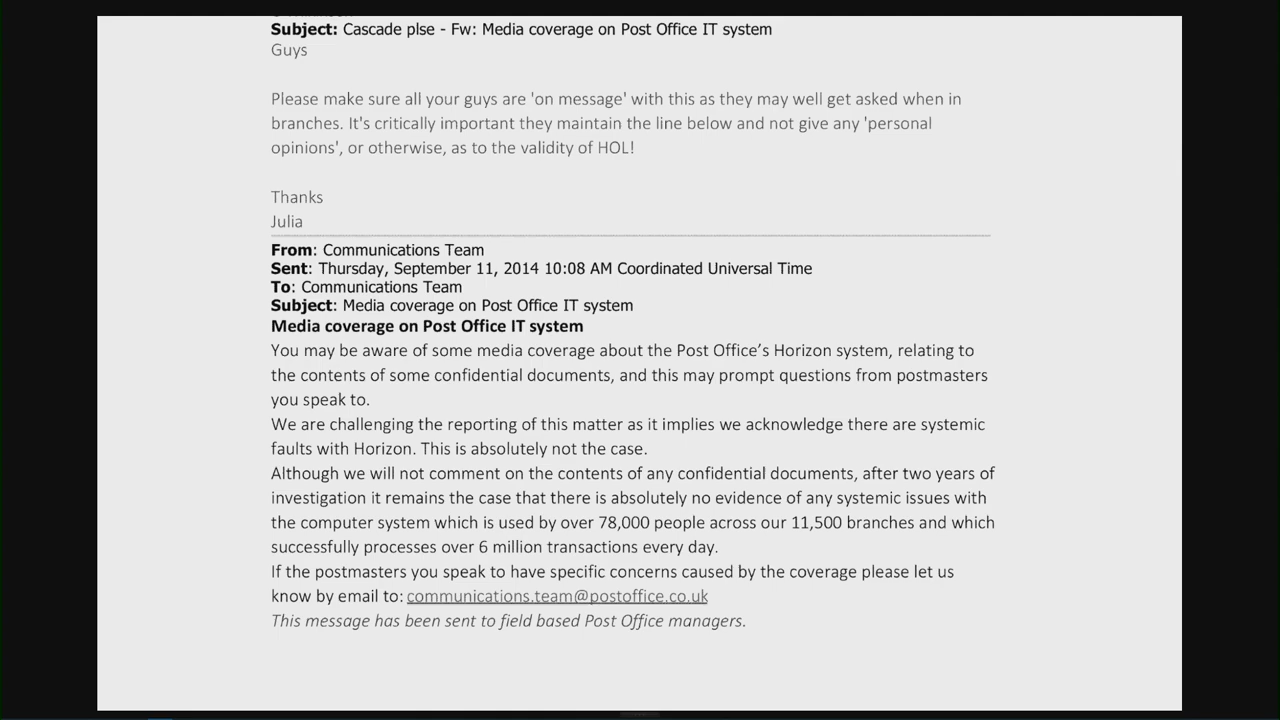 Subject: Cascade plse - Fw: Media coverage on Post Office IT system
Guys
Please make sure all your guys are 'on message' with this as they may well get asked when in
branches. It's critically important they maintain the line below and not give any 'personal
opinions', or otherwise, as to the validity of HOL!
Thanks
Julia
From: Communications Team
Sent: Thursday, September 11, 2014 10:08 AM Coordinated Universal Time
To: Communications Team
Subject: Media coverage on Post Office IT system
Media coverage on Post Office IT system
You may be aware of some media coverage about the Post Office’s Horizon system, relating to
the contents of some confidential documents, and this may prompt questions from postmasters
you speak to.
We are challenging the reporting of this matter as it implies we acknowledge there are systemic
faults with Horizon. This is absolutely not the case.
Although we will not comment on the contents of any confidential documents, after two years of
investigation it remains the case that there is absolutely no evidence of any systemic issues with
the computer system which is used by over 78,000 people across our 11,500 branches and which
successfully processes over 6 million transactions every day.
If the postmasters you speak to have specific concerns caused by the coverage please let us
know by email to: communications.team@postoffice.co.uk
This message has been sent to field based Post Office managers.